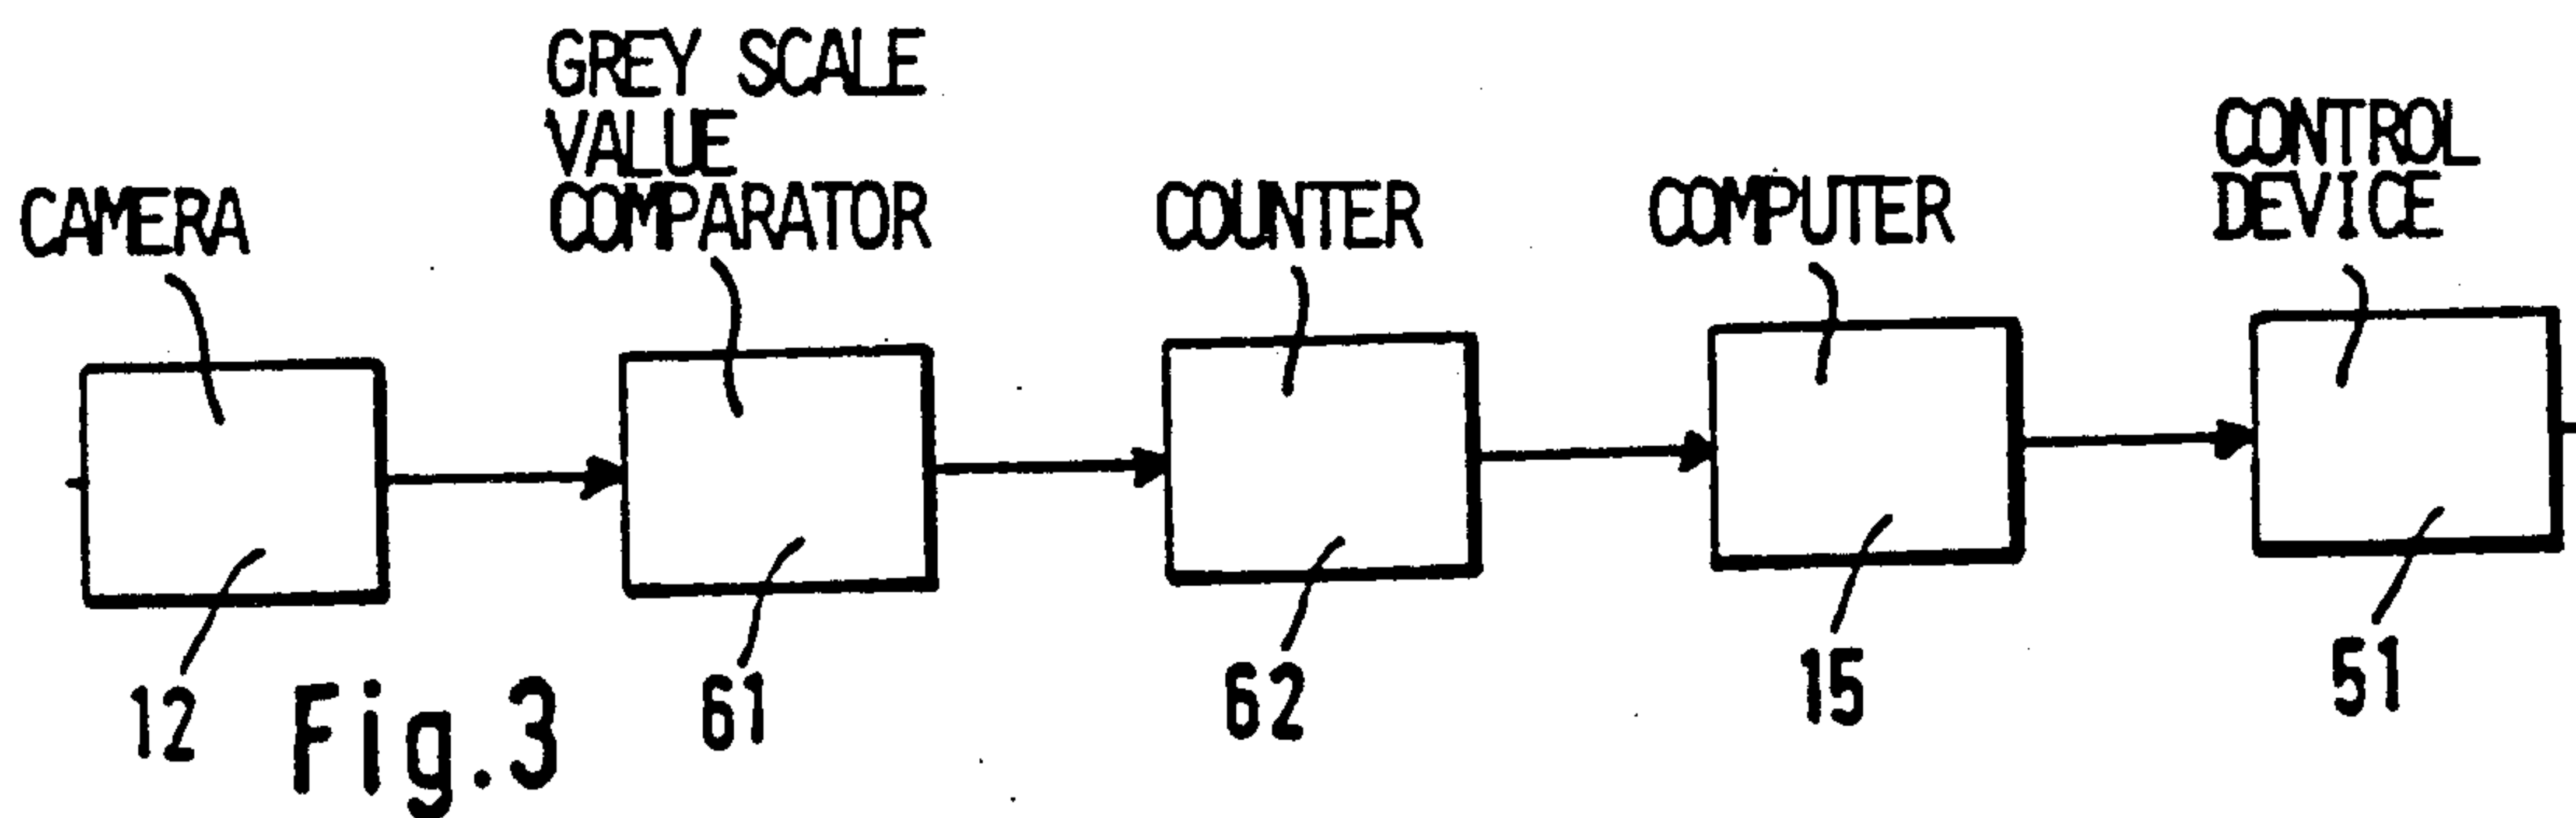 CAMERA
GREY SCALE
VALUE
COMPARATOR
COUNTER
COMPUTER
CONTROL
DEVICE
12
61
62
15
51
Fig.3